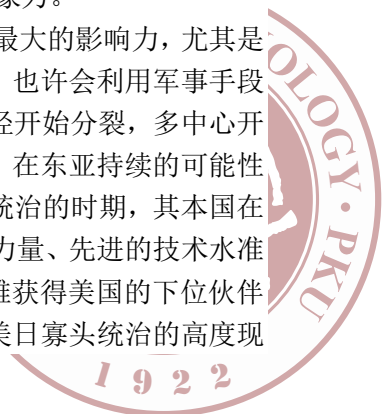 家力。
最大的影响力，尤其是
也许会利用军事手段
经开始分裂，多中心开
在东亚持续的可能性
统治的时期，其本国在
力量、先进的技术水准
获得美国的下位伙伴
美日寡头统治的高度现
OLOGY · PKU
1922